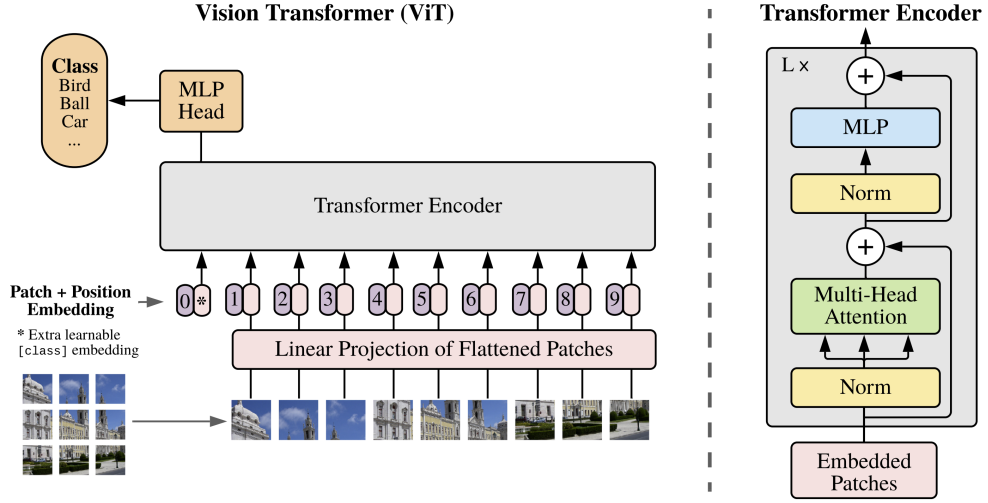 Vision Transformer (ViT)
Class
Bird
Ball
Car
...
MLP
Head
Transformer Encoder
Patch + Position
Embedding
0 * 1 2 3 4 5 6 7 8 9
* Extra learnable
[class] embedding
Linear Projection of Flattened Patches
Transformer Encoder
L ×
+
MLP
Norm
+
Multi-Head
Attention
Norm
Embedded
Patches